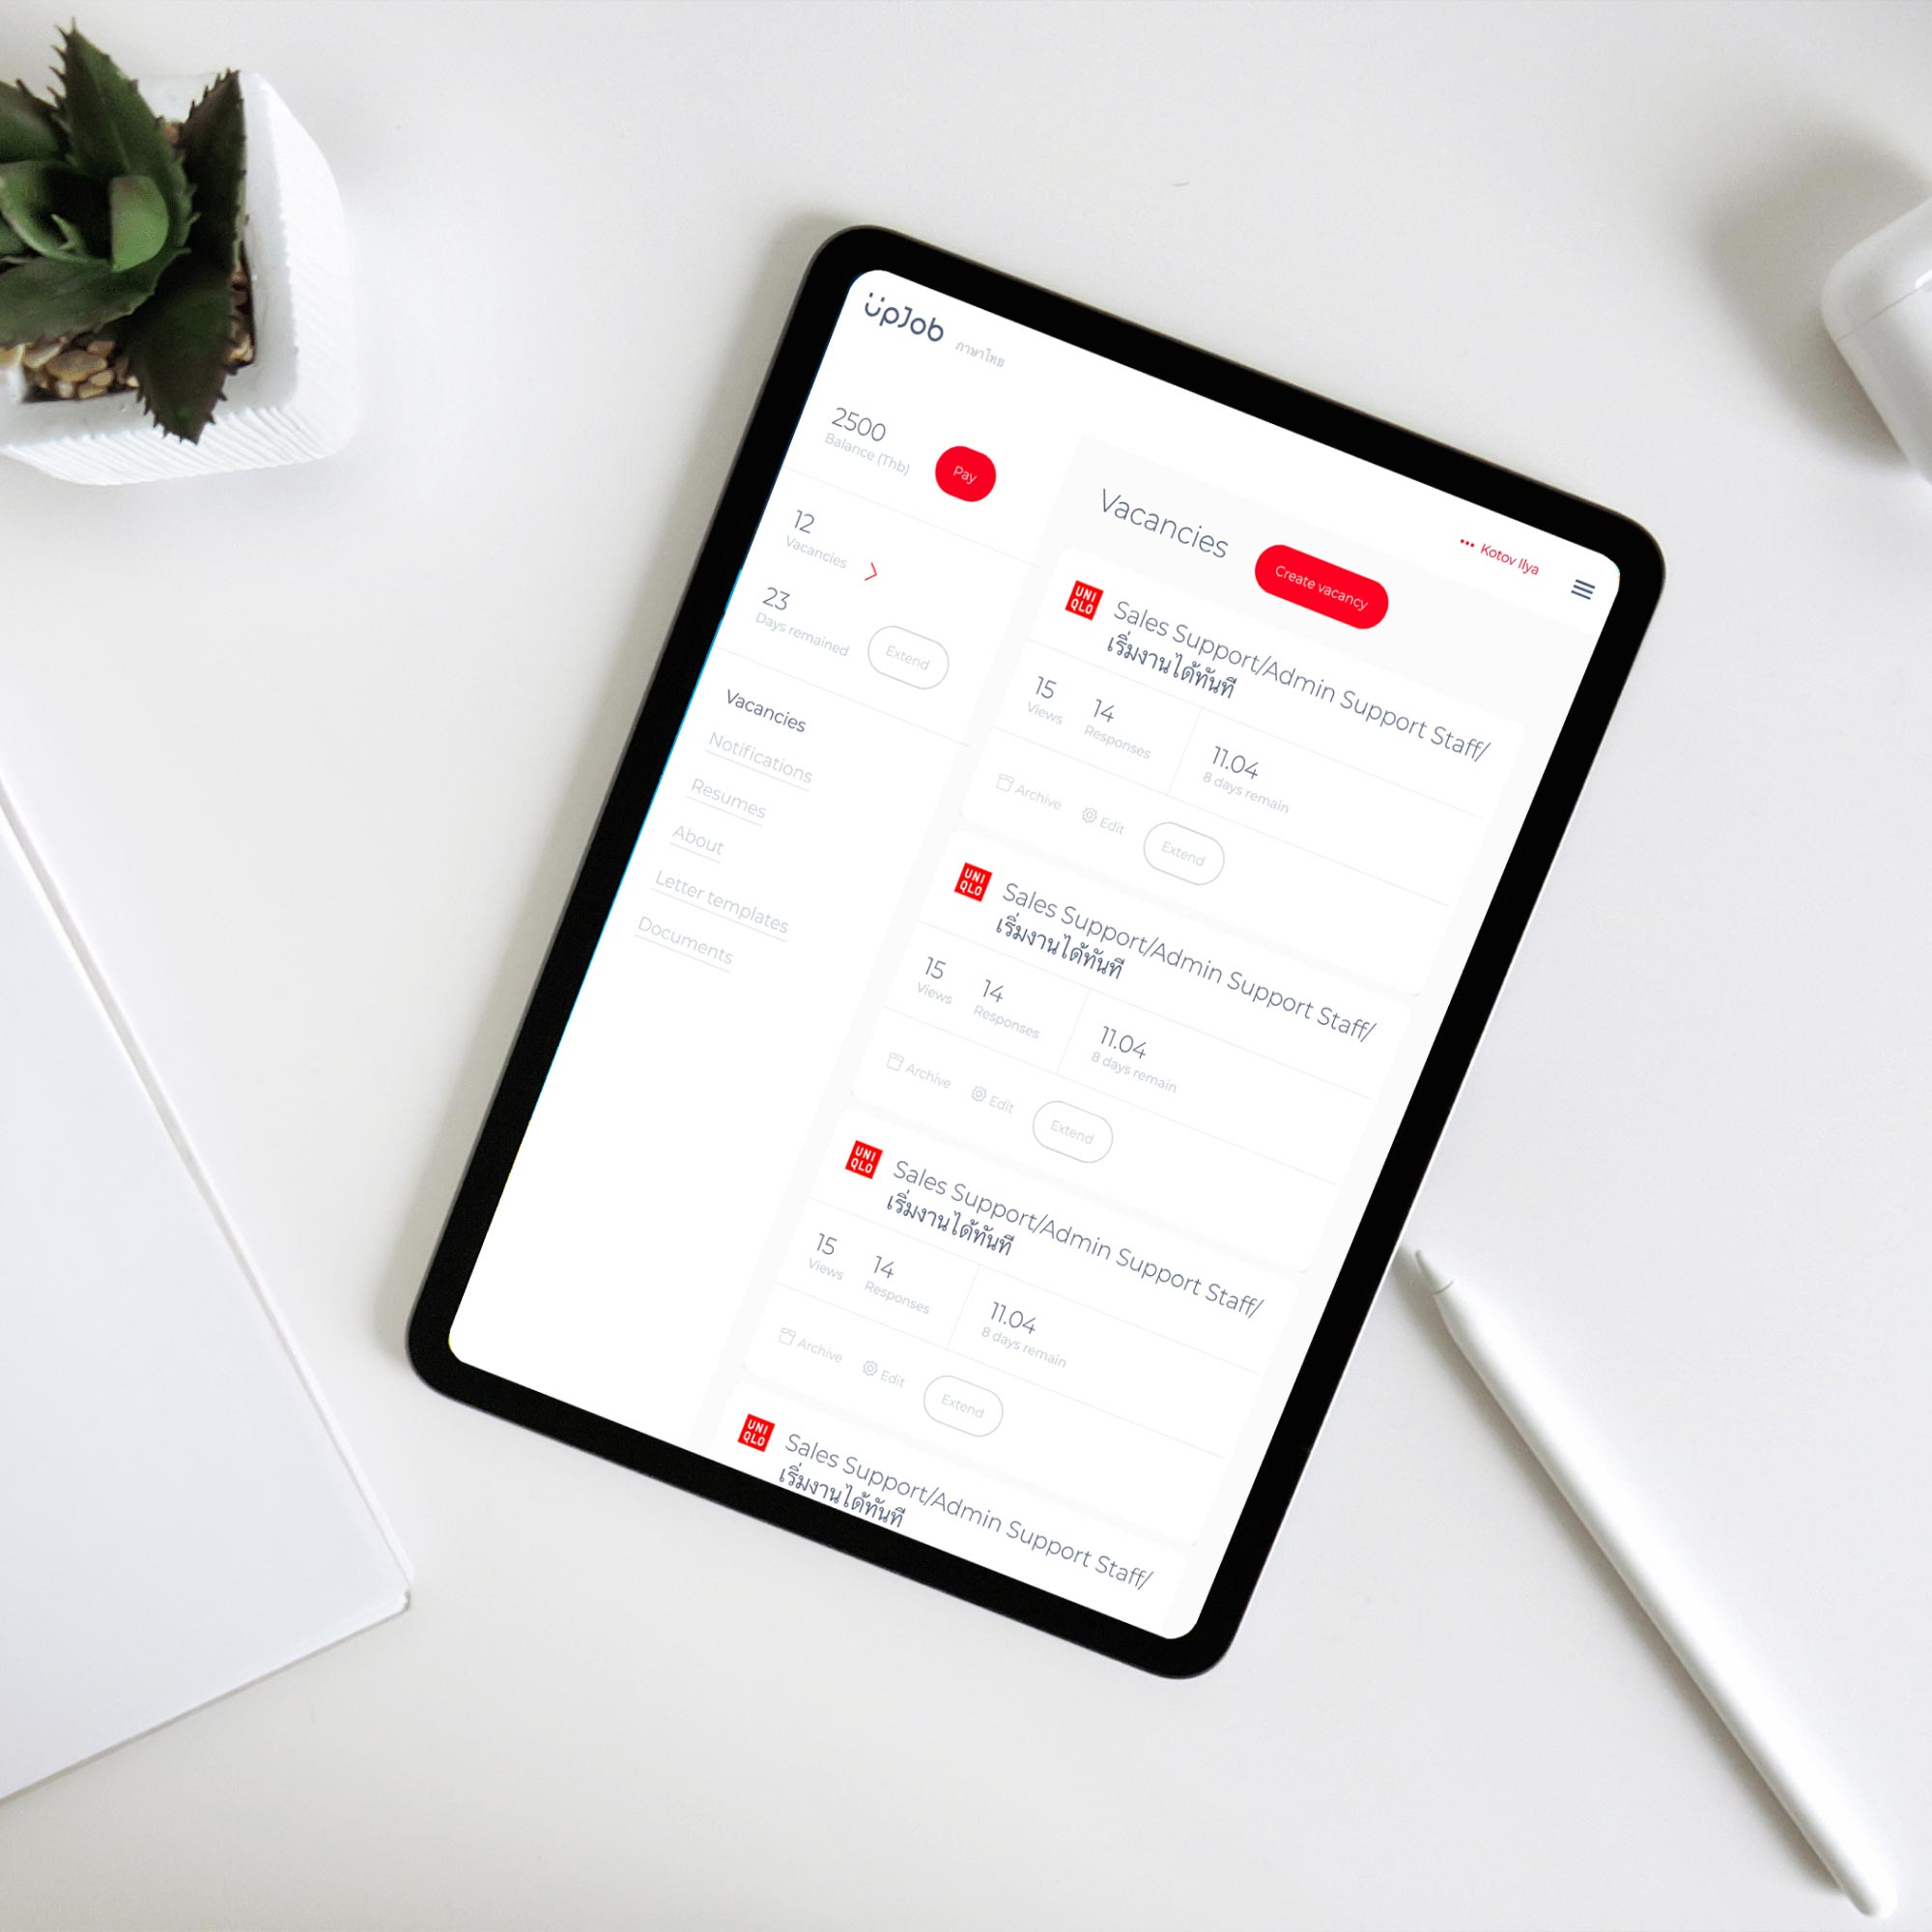 UpJob
ภาษาไทย
2500
Balance (Thb)
Pay
12
Vacancies
23
Days remained
Extend
Vacancies
Notifications
Resumes
About
Letter templates
Documents
Kotov Ilya
Vacancies
Create vacancy
UNI
QLO
Sales Support/Admin Support Staff/
เริ่มงานได้ทันที
15
Views
14
Responses
11.04
8 days remain
Archive
Edit
Extend
UNI
QLO
Sales Support/Admin Support Staff/
เริ่มงานได้ทันที
15
Views
14
Responses
11.04
8 days remain
Archive
Edit
Extend
UNI
QLO
Sales Support/Admin Support Staff/
เริ่มงานได้ทันที
15
Views
14
Responses
11.04
8 days remain
Archive
Edit
Extend
UNI
QLO
Sales Support/Admin Support Staff/
เริ่มงานได้ทันที